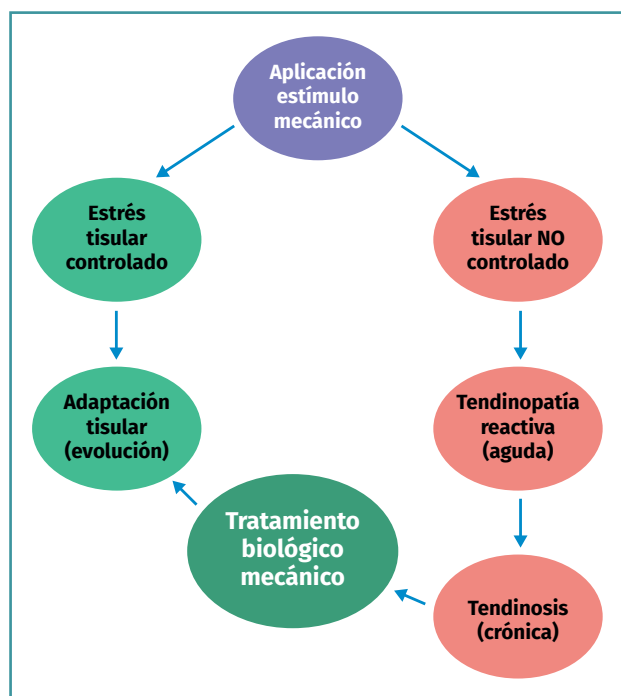 Aplicación
estímulo
mecánico
Estrés
tisular
controlado
Estrés
tisular NO
controlado
Adaptación
tisular
(evolución)
Tendinopatía
reactiva
(aguda)
Tratamiento
biológico
mecánico
Tendinosis
(crónica)